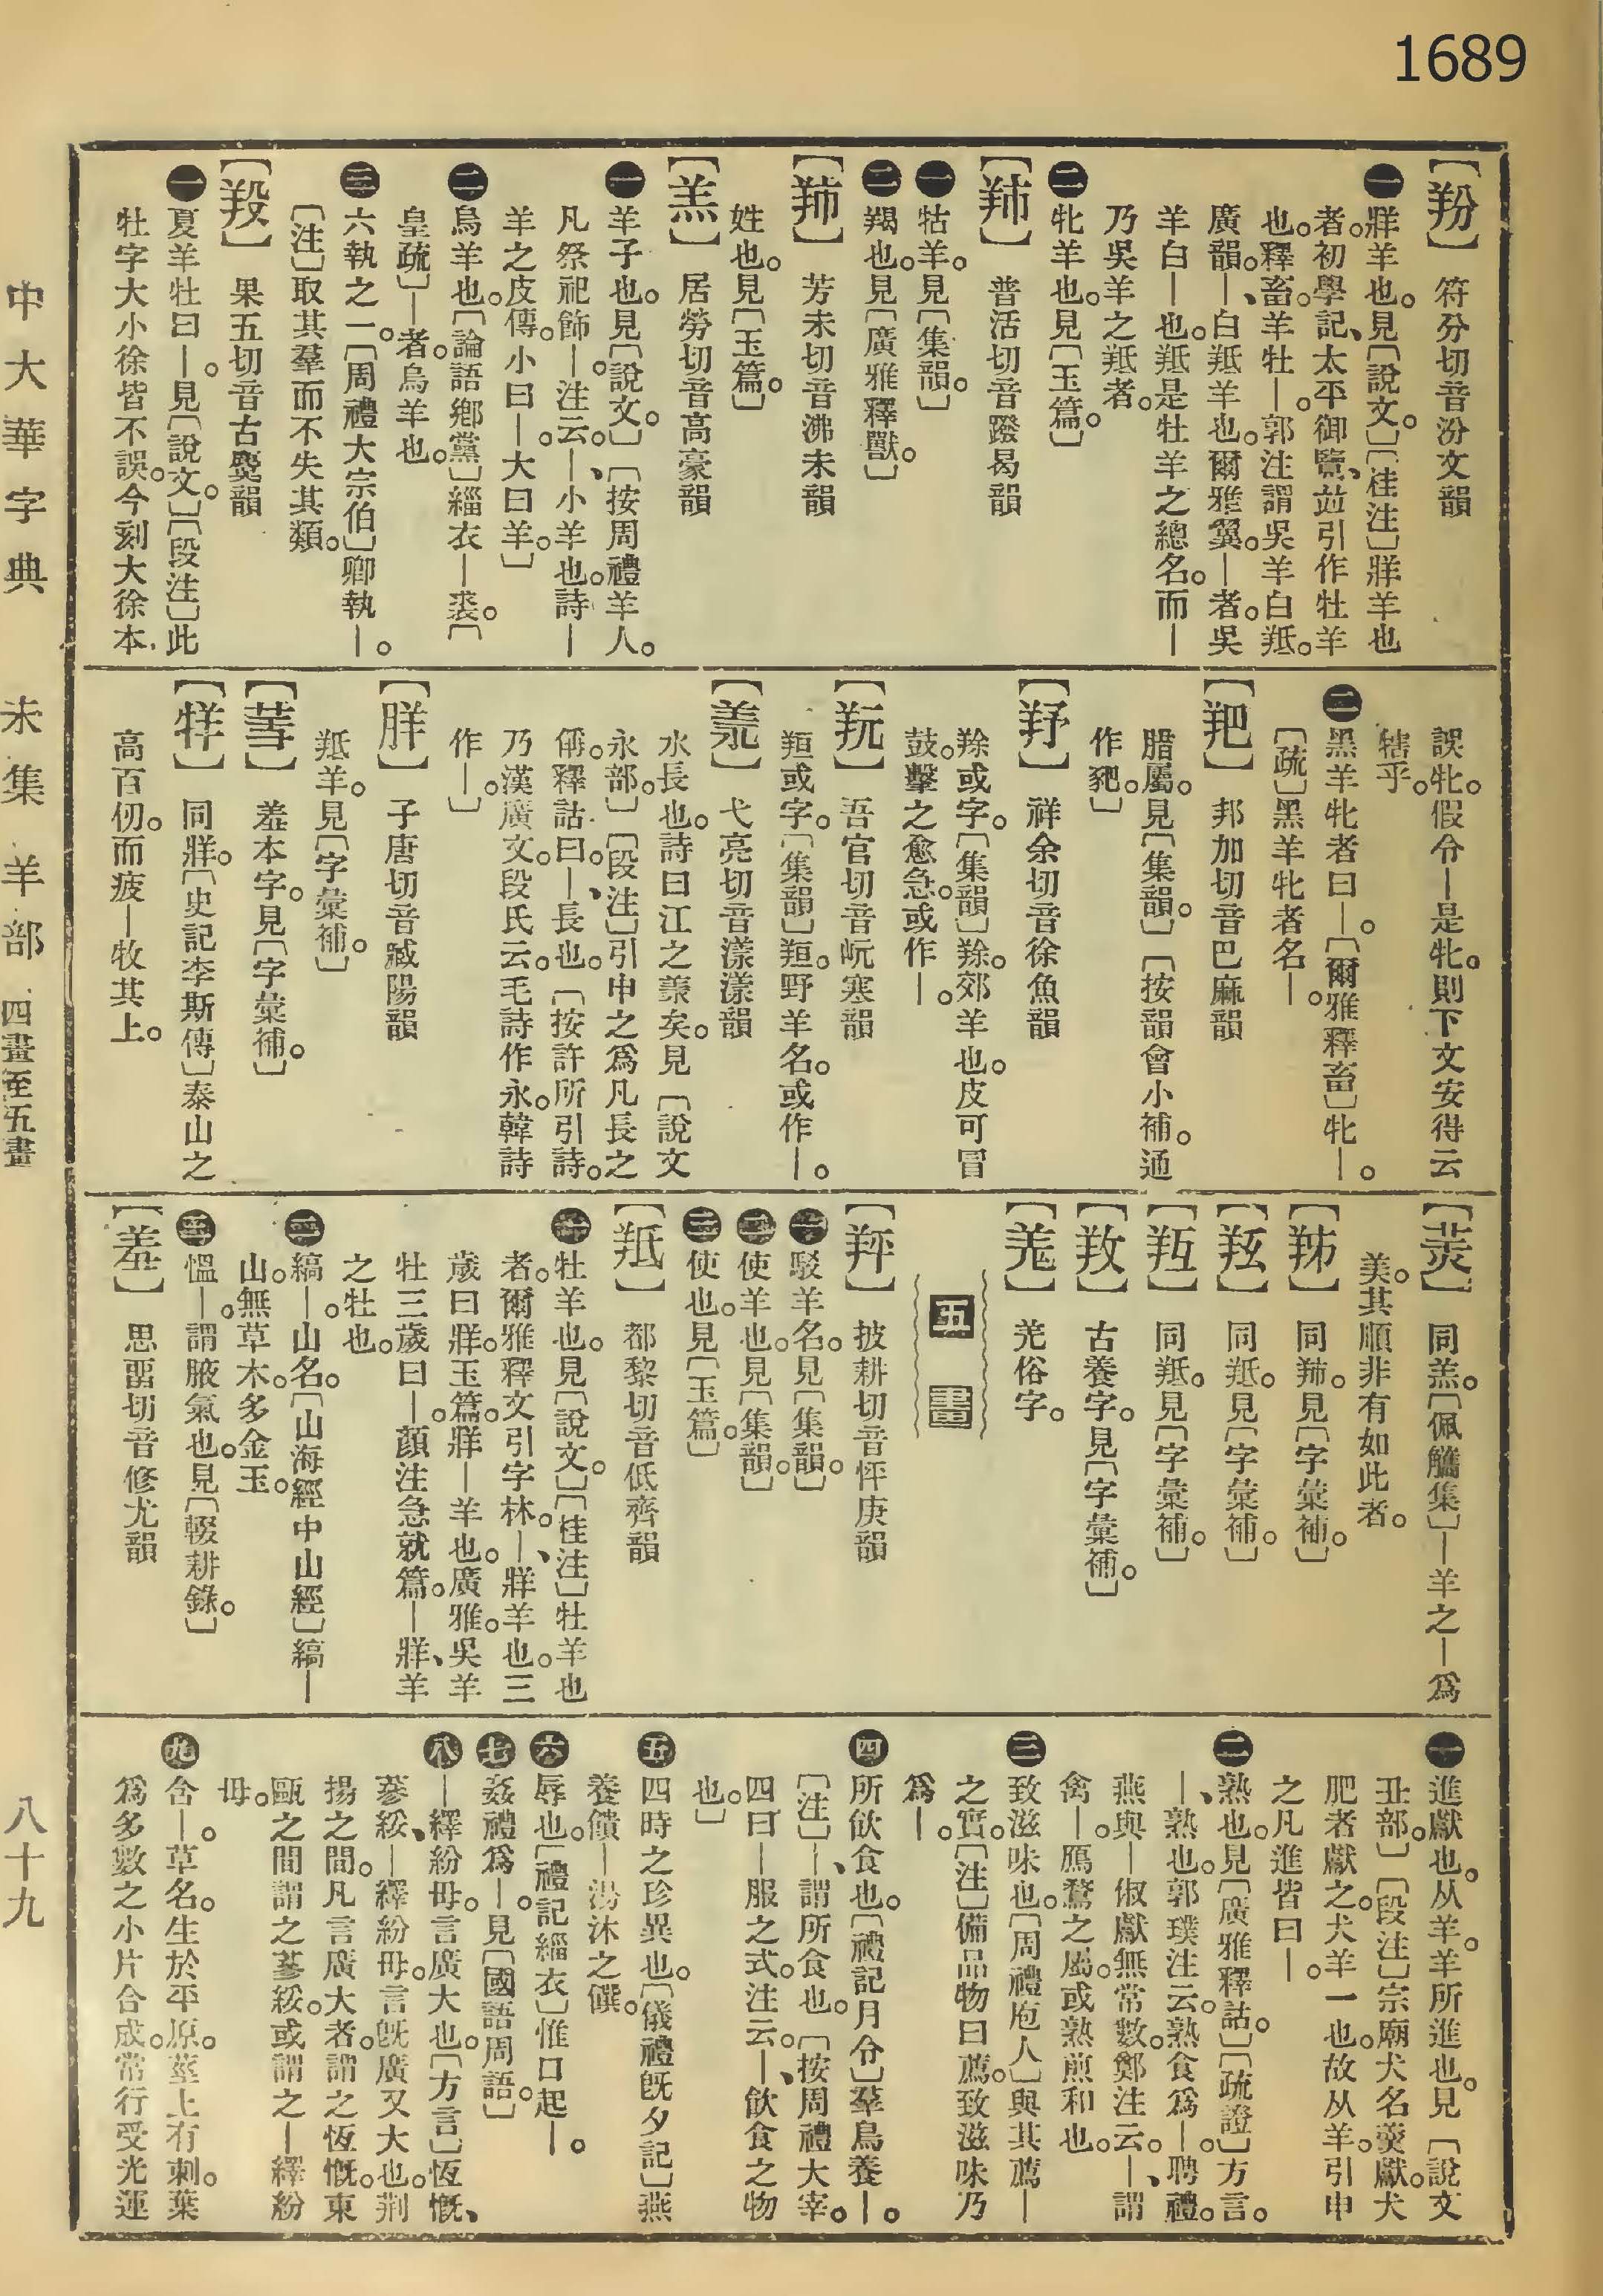 1689
【羒】 符分切音汾文韻
㊀牂羊也。見〔說文。〕〔桂注〕牂羊也
者。初學記、太平御覽、竝引作牡羊
也。釋畜。羊牡—。郭注謂吳羊白羝。
廣韻。—、白羝羊也。爾雅翼。—者。吳
羊白—也。羝是牡羊之總名。而—
乃吳羊之羝者。
㊁牝羊也。見〔玉篇。〕
【䍨】 普活切音蹳曷韻
㊀牯羊。見〔集韻。〕
㊁羯也。見〔廣雅釋獸。〕
芳未切音沸未韻
姓也。見〔玉篇。〕
【羔】 居勞切音高豪韻
㊀羊子也。見〔說文。〕〔按周禮羊人。
凡祭祀飾—。注云。—、小羊也。詩—
羊之皮傳。小曰—。大曰羊。〕
㊁烏羊也。〔論語鄉黨〕緇衣—裘。〔
皇疏〕—者。烏羊也。
㊂六執之一。〔周禮大宗伯〕卿執—。
〔注〕取其羣而不失其類。
【羖】 果五切音古麌韻
㊀夏羊牡曰—。見〔說文。〕〔段注〕此
牡字大小徐皆不誤。今刻大徐本
誤牝。假令—是牝。則下文安得云
犗乎。
㊁黑羊牝者曰—。〔爾雅釋畜〕牝—。
〔疏〕黑羊牝者名—。
【羓】 邦加切音巴麻韻
腊屬。見〔集韻。〕〔按韻會小補。通
作豝。〕
【羜】 祥余切音徐魚韻
䍱或字。〔集韻〕䍱。郊羊也。皮可冒
鼓。擊之愈急。或作—。
【羱】 吾官切音岏寒韻
羱或字。〔集韻〕羱。野羊名。或作—。
【羕】 弋亮切音漾漾韻
水長也。詩曰江之羕矣。見〔說文
永部。〕〔段注〕引申之爲凡長之
偁。釋詁曰。—、長也。〔按許所引詩。
乃漢廣文。段氏云。毛詩作永。韓詩
作—。〕
【牂】 子唐切音臧陽韻
羝羊。見〔字彙補。〕
羞本字。見〔字彙補。〕
同牂。〔史記李斯傳〕泰山之
高百仞。而疲—牧其上。
同羔。〔佩觿集〕—羊之—爲
美。其順非有如此者。
同䍨。見〔字彙補。〕
同羝。見〔字彙補。〕
同羝。見〔字彙補。〕
古養字。見〔字彙補。〕
羌俗字。
五畫
【羍】 披耕切音怦庚韻
㊀駁羊名。見〔集韻。〕
㊁使羊也。見〔集韻。〕
㊂使也。見〔玉篇。〕
【羝】 都黎切音低齊韻
㊀牡羊也。見〔說文。〕〔桂注〕牡羊也
者。爾雅釋文引字林。—、牂羊也。三
歲曰牂。玉篇。牂—羊也。廣雅。吳羊
牡三歲曰—。顏注急就篇。—、牂羊
之牡也。
㊁縞—。山名。〔山海經中山經〕縞—
山。無草木。多金玉。
㊂慍—。謂腋氣也。見〔輟耕錄。〕
【羞】 思留切音修尤韻
㊀進獻也。从羊。羊所進也。見〔說文
丑部。〕〔段注〕宗廟犬名羹獻。犬
肥者獻之。犬羊一也。故从羊。引申
之凡進皆曰—。
㊁熟也。見〔廣雅釋詁。〕〔疏證〕方言。
—、熟也。郭璞注云。熟食爲—。聘禮。
燕與—俶獻無常數。鄭注云。—、謂
禽—。鴈鶩之屬。或熟煎和也。
㊂致滋味也。〔周禮庖人〕與其薦—
之實。〔注〕備品物曰薦。致滋味乃
爲—。
㊃所飲食也。〔禮記月令〕羣鳥養—。
〔注〕—、謂所食也。〔按周禮大宰。
四曰—服之式。注云。—、飲食之物
也。〕
㊄四時之珍異也。〔儀禮旣夕記〕燕
養饋—湯沐之饌。
㊅辱也。〔禮記緇衣〕惟口起—。
㊆姦禮爲—。見〔國語周語。〕
㊇—繹紛毋。言廣大也。〔方言〕恆慨、
蔘綏、—繹紛毋。言旣廣又大也。荆
揚之間。凡言廣大者。謂之恆慨。東
甌之間謂之蔘綏。或謂之—繹紛
毋。
㊈含—。草名。生於平原。莖上有刺。葉
爲多數之小片合成。常行受光運
中大華字典 未集 羊部 四畫至五畫 八十九